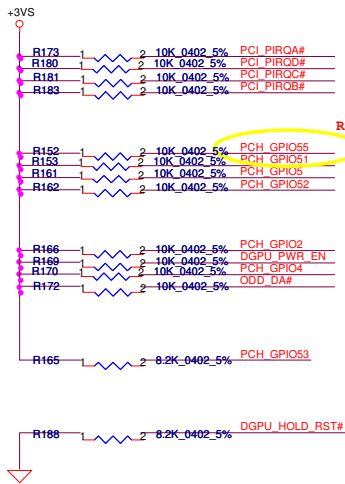 +3VS
R173 1 2 10K_0402_5% PCI_PIRQA#
R180 1 2 10K_0402_5% PCI_PIRQD#
R181 1 2 10K_0402_5% PCI_PIRQC#
R183 1 2 10K_0402_5% PCI_PIRQB#
R
R152 1 2 10K_0402_5% PCH_GPIO55
R153 1 2 10K_0402_5% PCH_GPIO51
R161 1 2 10K_0402_5% PCH_GPIO5
R162 1 2 10K_0402_5% PCH_GPIO52
R166 1 2 10K_0402_5% PCH_GPIO2
R169 1 2 10K_0402_5% DGPU_PWR_EN
R170 1 2 10K_0402_5% PCH_GPIO4
R172 1 2 10K_0402_5% ODD_DA#
R165 1 2 8.2K_0402_5% PCH_GPIO53
R188 1 2 8.2K_0402_5% DGPU_HOLD_RST#